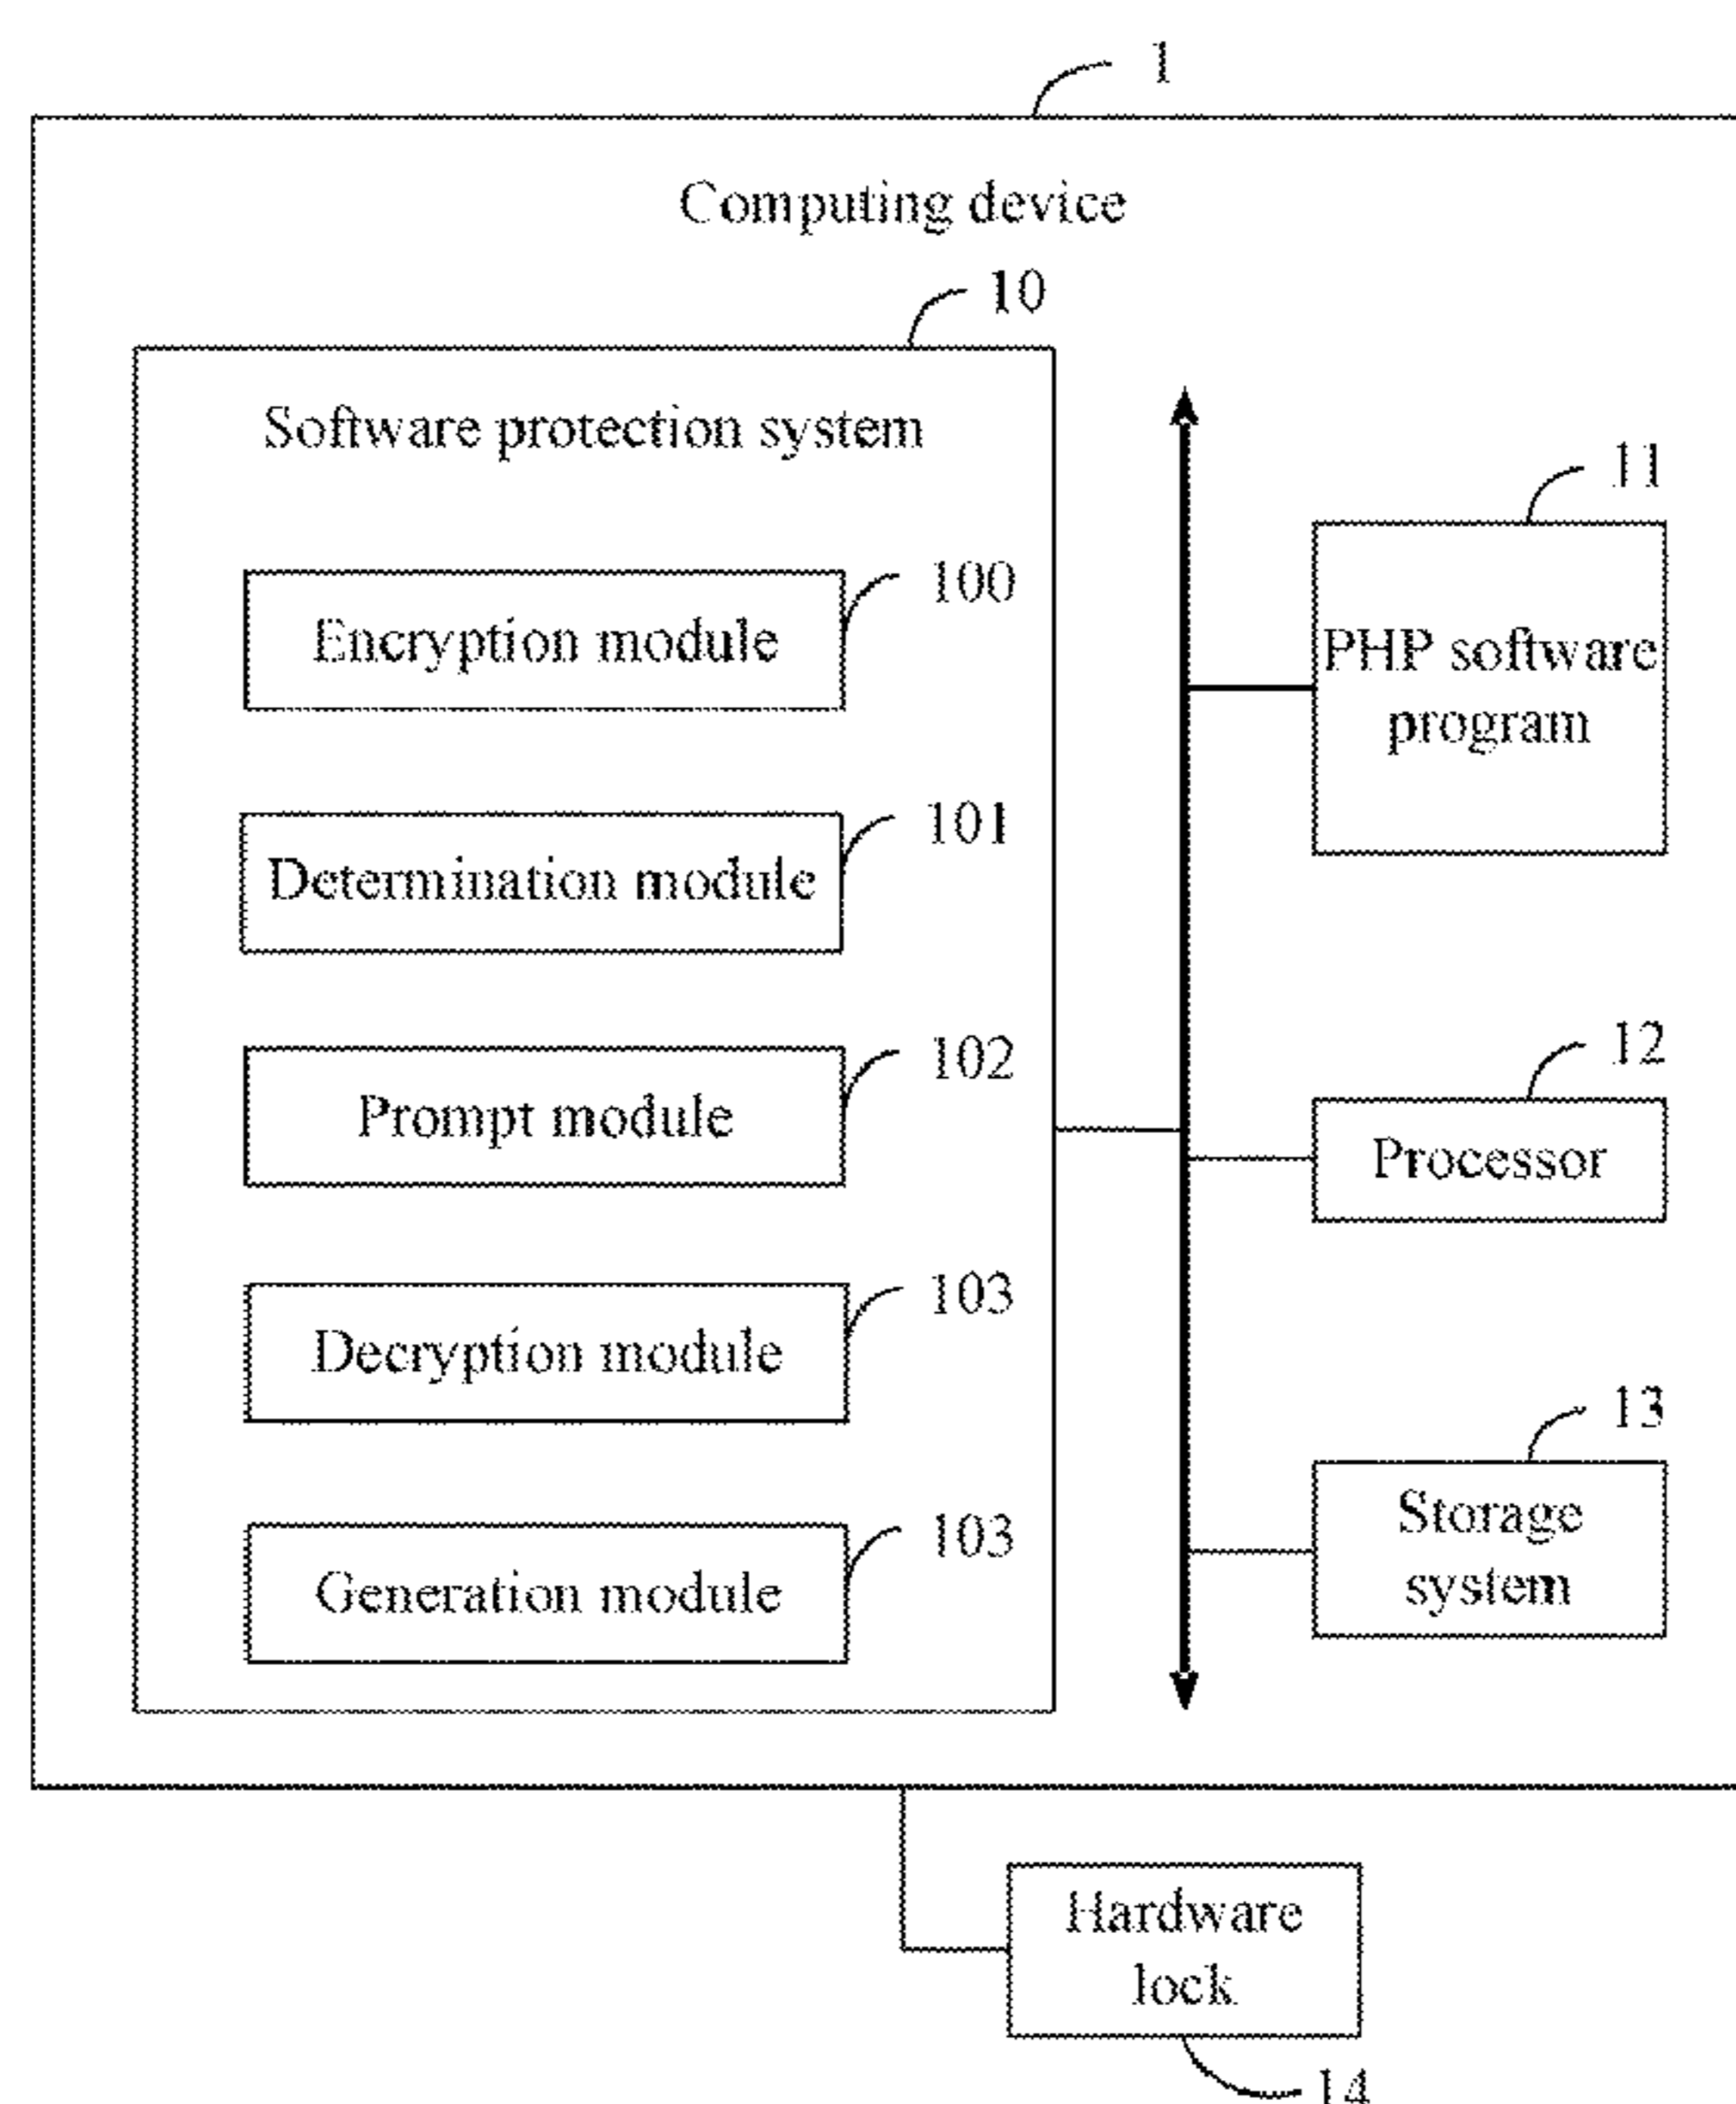 1
Computing device
10
Software protection system
11
100
Encryption module
PHP software
program
101
Determination module
102
Prompt module
12
Processor
103
Decryption module
13
Storage
system
103
Generation module
Hardware
lock
14